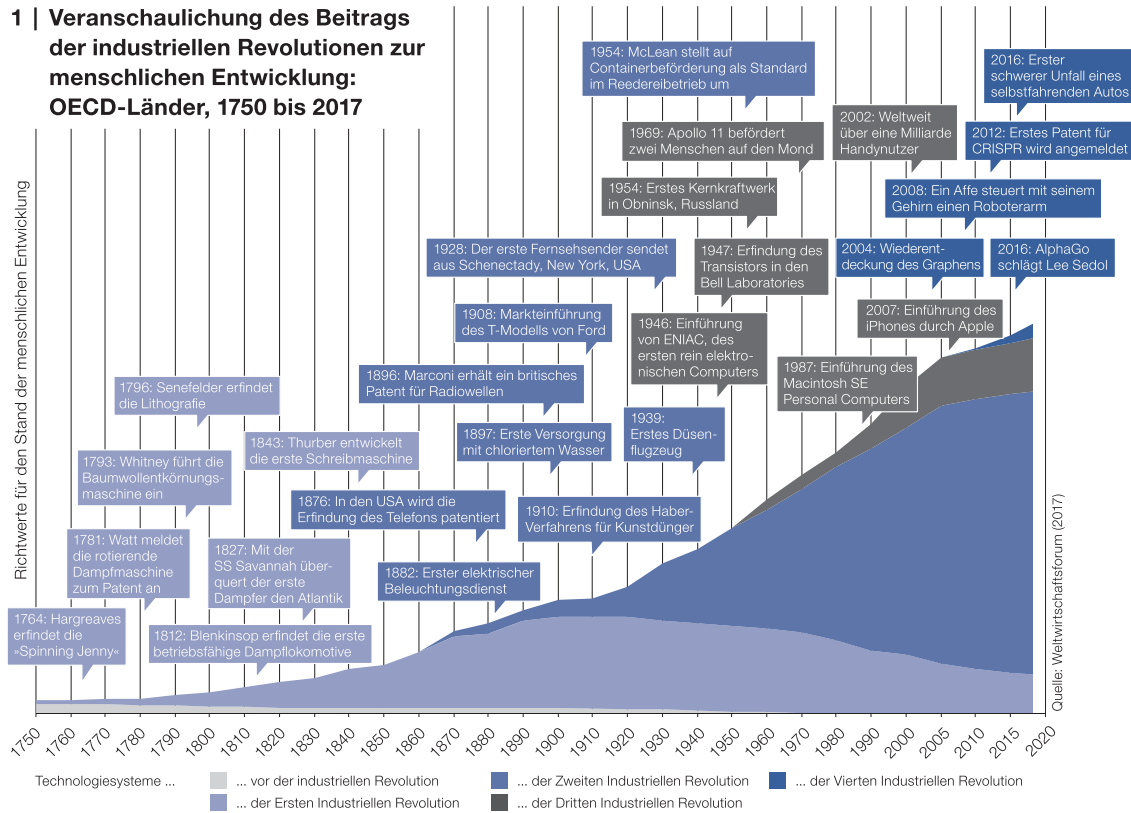 1 | Veranschaulichung des Beitrags
der industriellen Revolutionen zur
menschlichen Entwicklung:
OECD-Länder, 1750 bis 2017
Richtwerte für den Stand der menschlichen Entwicklung
1954: McLean stellt auf
Containerbeförderung als Standard
im Reedereibetrieb um
2016: Erster
schwerer Unfall eines
selbstfahrenden Autos
1969: Apollo 11 befördert
zwei Menschen auf den Mond
2002: Weltweit
über eine Milliarde
Handynutzer
2012: Erstes Patent für
CRISPR wird angemeldet
1954: Erstes Kernkraftwerk
in Obninsk, Russland
2008: Ein Affe steuert mit seinem
Gehirn einen Roboterarm
1928: Der erste Fernsehsender sendet
aus Schenectady, New York, USA
1947: Erfindung des
Transistors in den
Bell Laboratories
2004: Wiederent-
deckung des Graphens
2016: AlphaGo
schlägt Lee Sedol
1908: Markteinführung
des T-Modells von Ford
1946: Einführung
von ENIAC, des
ersten rein elektro-
nischen Computers
2007: Einführung des
iPhones durch Apple
1796: Senefelder erfindet
die Lithografie
1896: Marconi erhält ein britisches
Patent für Radiowellen
1987: Einführung des
Macintosh SE
Personal Computers
1843: Thurber entwickelt
die erste Schreibmaschine
1897: Erste Versorgung
mit chloriertem Wasser
1939:
Erstes Düsen-
flugzeug
1793: Whitney führt die
Baumwollentkörnungs-
maschine ein
1876: In den USA wird die
Erfindung des Telefons patentiert
1910: Erfindung des Haber-
Verfahrens für Kunstdünger
1781: Watt meldet
die rotierende
Dampfmaschine
zum Patent an
1827: Mit der
SS Savannah über-
quert der erste
Dampfer den Atlantik
1882: Erster elektrischer
Beleuchtungsdienst
1764: Hargreaves
erfindet die
»Spinning Jenny«
1812: Blenkinsop erfindet die erste
betriebsfähige Dampflokomotive
Quelle: Weltwirtschaftsforum (2017)
1750 1760 1770 1780 1790 1800 1810 1820 1830 1840 1850 1860 1870 1880 1890 1900 1910 1920 1930 1940 1950 1960 1970 1980 1990 2000 2005 2010 2015 2020
Technologiesysteme ...
... vor der industriellen Revolution
... der Zweiten Industriellen Revolution
... der Vierten Industriellen Revolution
... der Ersten Industriellen Revolution
... der Dritten Industriellen Revolution